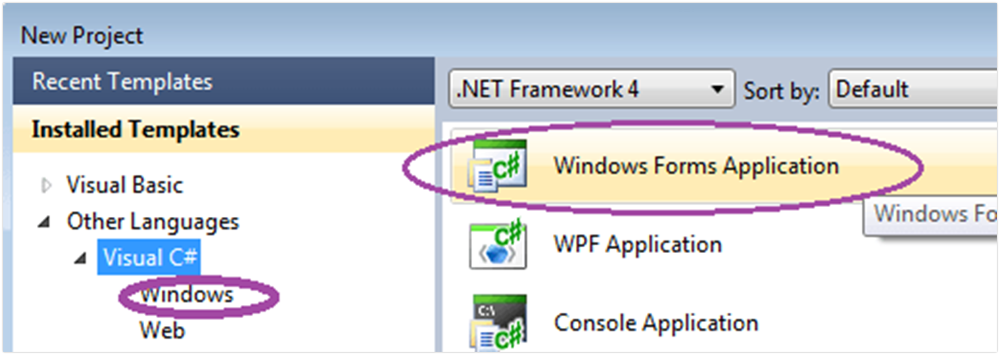 New Project
Recent Templates
Installed Templates
Visual Basic
Other Languages
Visual C#
Windows
Web
.NET Framework 4
Sort by: Default
C# Windows Forms Application
Windows Fo
C# WPF Application
C:\ C# Console Application